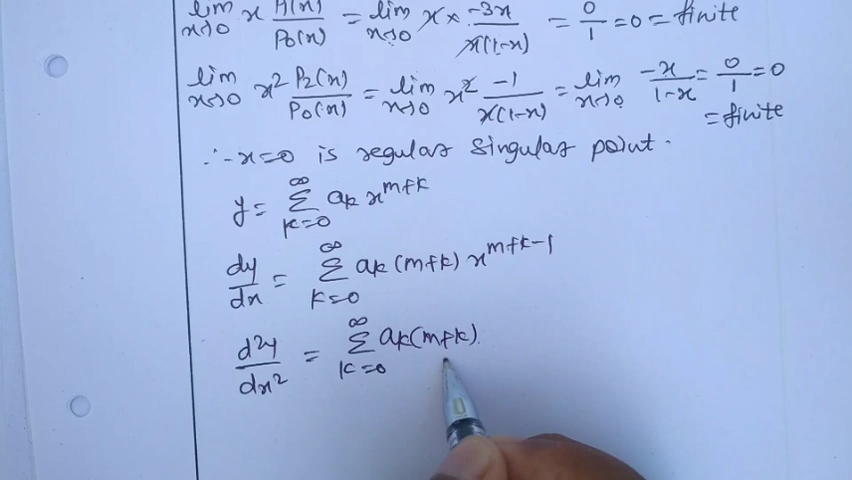 lim x→0 x P1(x)/P0(x) = lim x→0 x × -3x/x(1-x) = 0/1 = 0 = finite
lim x→0 x² P2(x)/P0(x) = lim x→0 x² -1/x(1-x) = lim x→0 -x/1-x = 0/1 = 0
= finite
∴ x=0 is regular singular point.
y = ∑ k=0 ∞ ak x^m+k
dy/dx = ∑ k=0 ∞ ak (m+k) x^m+k-1
d²y/dx² = ∑ k=0 ∞ ak(m+k)